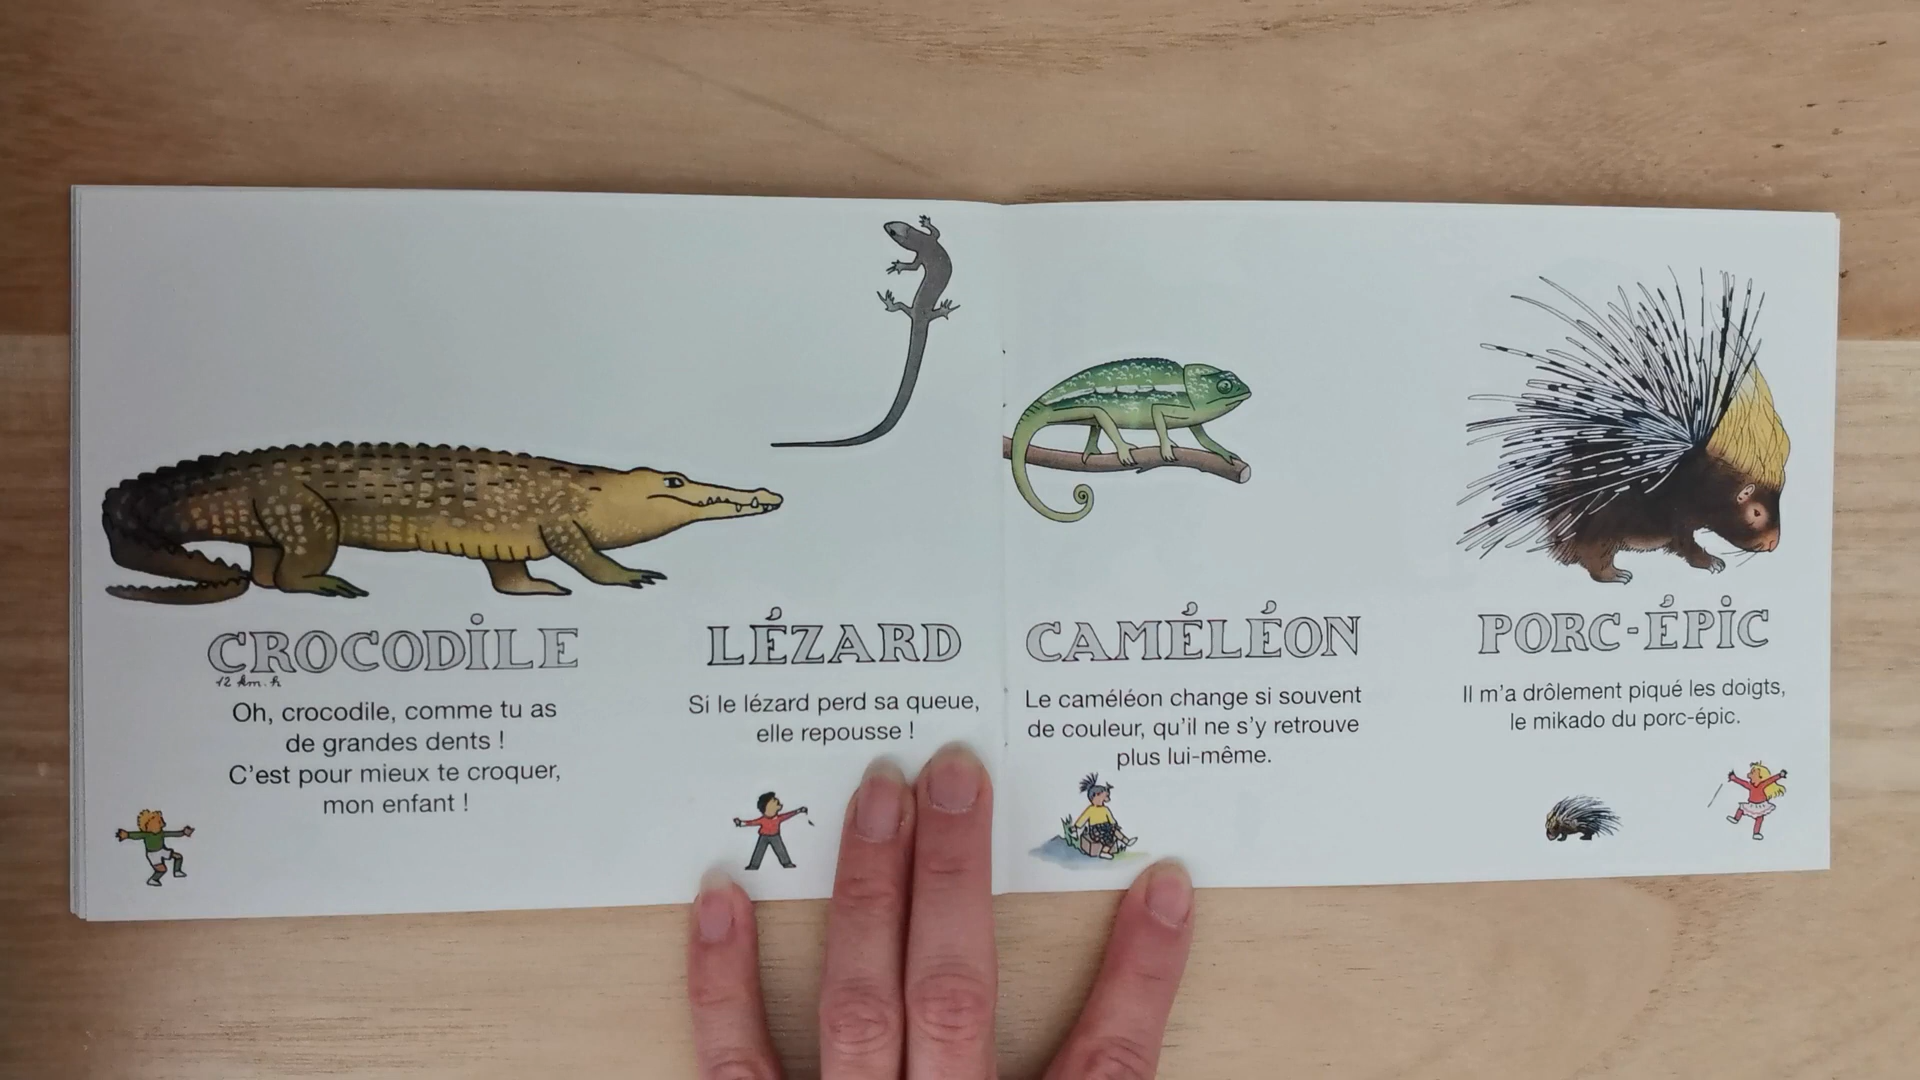 CROCODILE
12 km.h
Oh, crocodile, comme tu as
de grandes dents !
C'est pour mieux te croquer,
mon enfant !
LÉZARD
Si le lézard perd sa queue,
elle repousse !
CAMÉLÉON
Le caméléon change si souvent
de couleur, qu'il ne s'y retrouve
plus lui-même.
PORC-ÉPIC
Il m'a drôlement piqué les doigts,
le mikado du porc-épic.